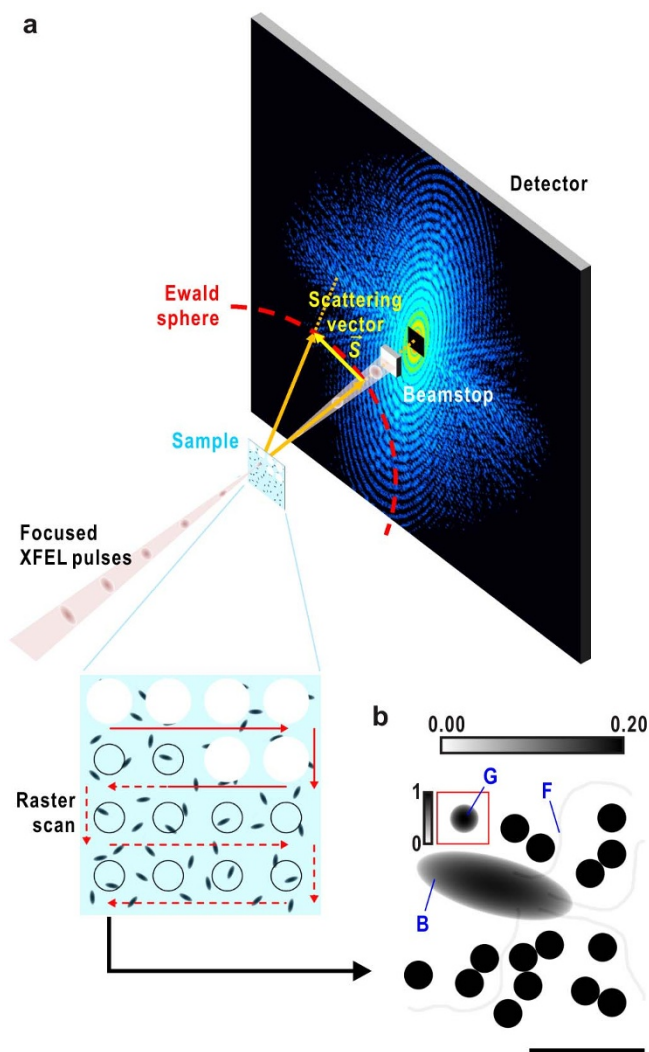 a
Detector
Ewald
sphere
Scattering
vector
S
Beamstop
Sample
Focused
XFEL pulses
Raster
scan
b
0.00 0.20
1
0
G
F
B